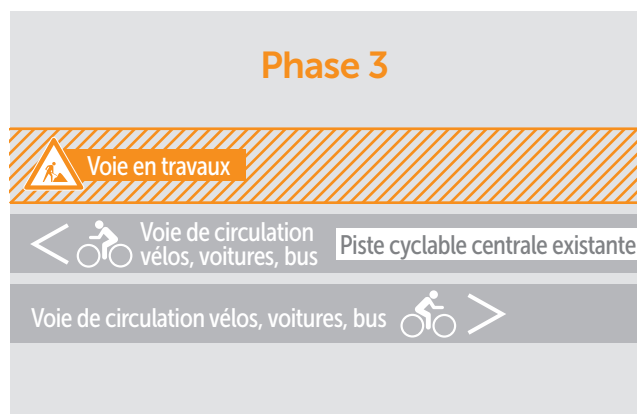 Phase 3
Voie en travaux
Voie de circulation
vélos, voitures, bus
Piste cyclable centrale existante
Voie de circulation vélos, voitures, bus